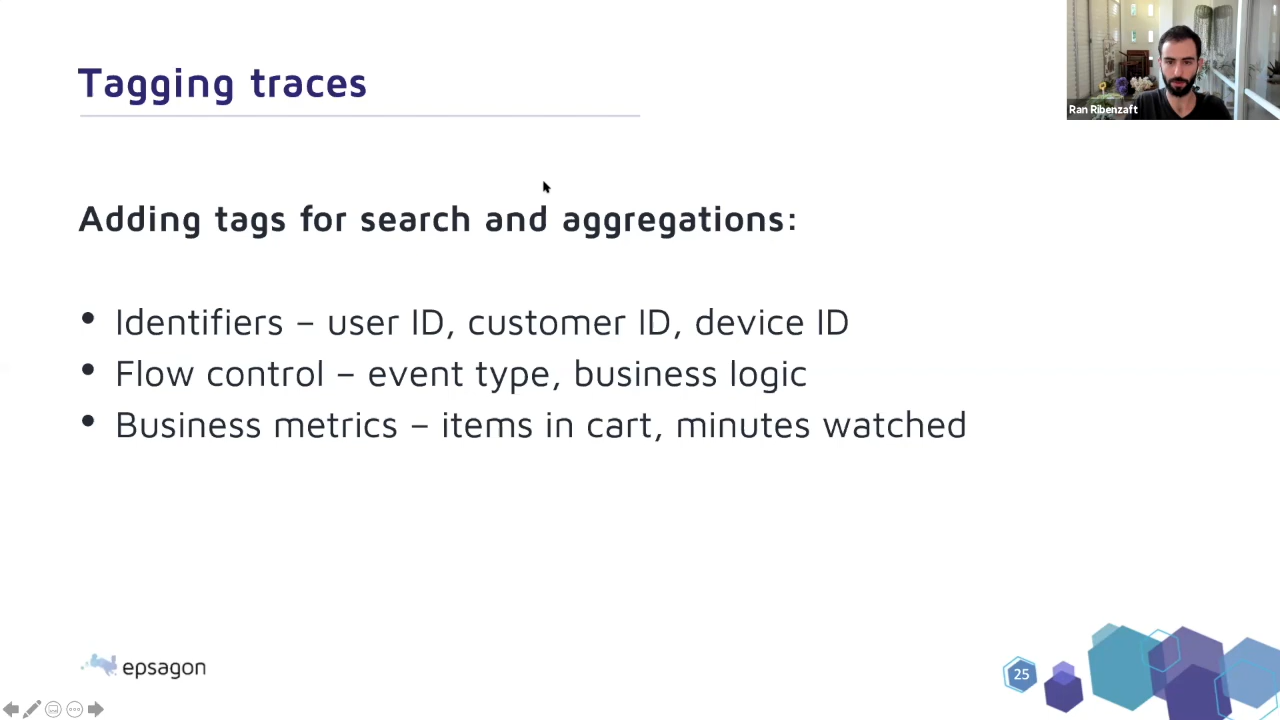 Tagging traces
Ran Ribenzaft
Adding tags for search and aggregations:
• Identifiers – user ID, customer ID, device ID
• Flow control – event type, business logic
• Business metrics – items in cart, minutes watched
epsagon
25